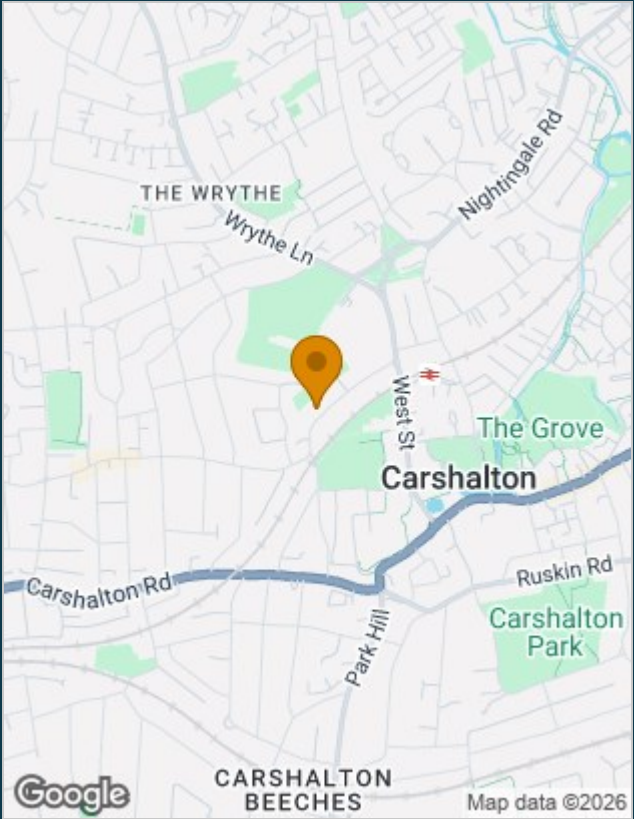 Nightingale Rd
THE WRYTHE
Wrythe Ln
West St
The Grove
Carshalton
Carshalton Rd
Ruskin Rd
Carshalton
Park
Park Hill
CARSHALTON
BEECHES
Google
Map data ©2026